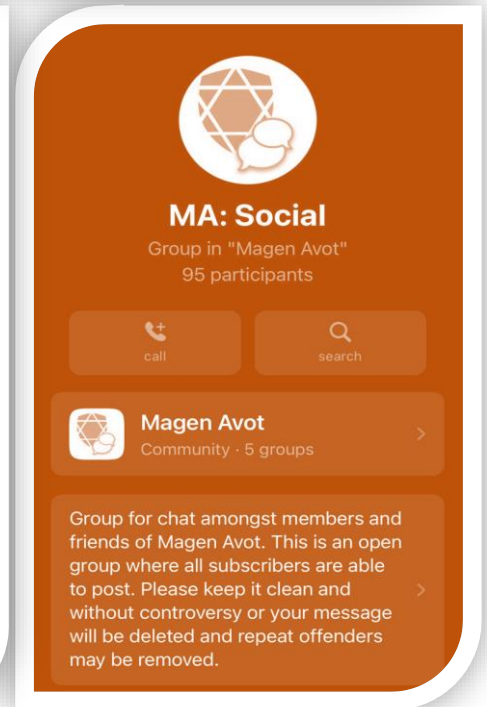 MA: Social
Group in "Magen Avot"
95 participants
call
search
Magen Avot
Community · 5 groups
Group for chat amongst members and
friends of Magen Avot. This is an open
group where all subscribers are able
to post. Please keep it clean and
without controversy or your message
will be deleted and repeat offenders
may be removed.